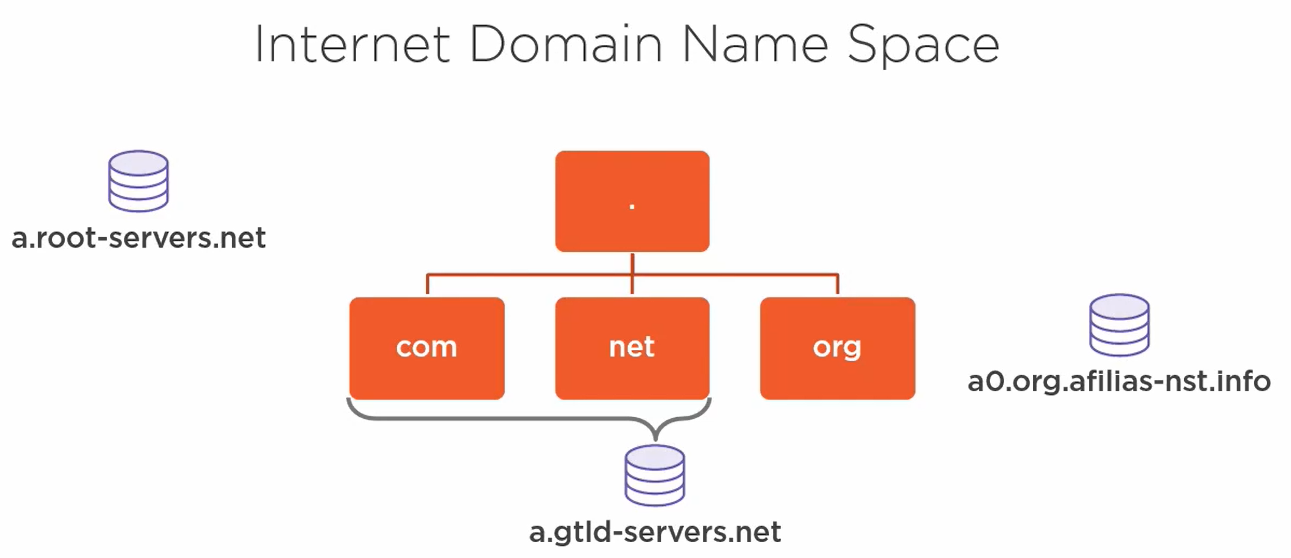 Internet Domain Name Space
.
a.root-servers.net
com
net
org
a0.org.afilias-nst.info
a.gtld-servers.net